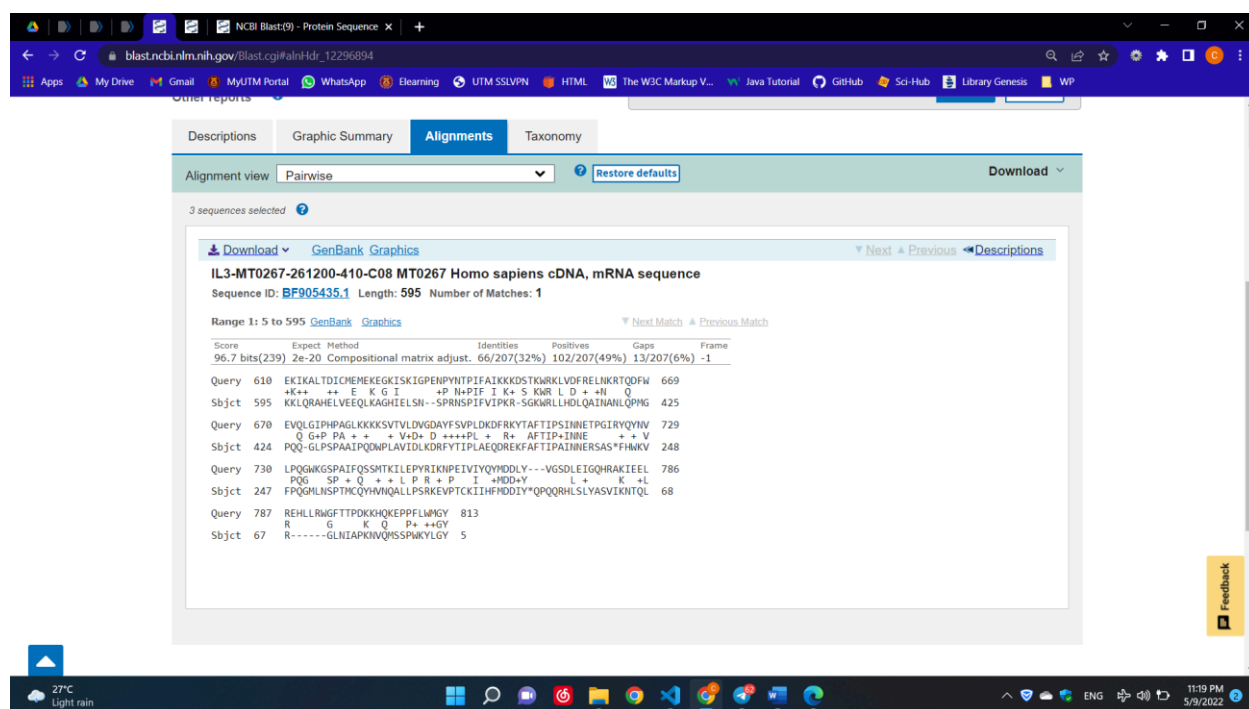 NCBI Blast:(9) - Protein Sequence
blast.ncbi.nlm.nih.gov/Blast.cgi#alnHdr_12296894
Apps My Drive Gmail MyUTM Portal WhatsApp Elearning UTM SSLVPN HTML The W3C Markup V... Java Tutorial GitHub Sci-Hub Library Genesis WP
Other reports
Descriptions Graphic Summary Alignments Taxonomy
Alignment view Pairwise Restore defaults Download
3 sequences selected
Download GenBank Graphics Next Previous Descriptions
IL3-MT0267-261200-410-C08 MT0267 Homo sapiens cDNA, mRNA sequence
Sequence ID: BF905435.1 Length: 595 Number of Matches: 1
Range 1: 5 to 595 GenBank Graphics Next Match Previous Match
Score Expect Method Identities Positives Gaps Frame
96.7 bits(239) 2e-20 Compositional matrix adjust. 66/207(32%) 102/207(49%) 13/207(6%) -1
Query 610 EKIKALTDICMEMEKEGKISKIGPENPYNTPIFAIKKKDSTKWRKLVDFRELNKRTQDFW 669
+K++ ++ E K G I +P N+PIF I K+ S KWR L D + +N Q
Sbjct 595 KKLQRAHELVEEQLKAGHIELSN--SPRNSPIFVIPKR-SGKWRLLHDLQAINANLQPMG 425
Query 670 EVQLGIPHPAGLKKKKSVTVLDVGDAYFSVPLDKDFRKYTAFTIPSINNETPGIRYQYNV 729
Q G+P PA + + + V+D+ D ++++PL + R+ AFTIP+INNE + + V
Sbjct 424 PQQ-GLPSPAAIPQDWPLAVIDLKDRFYTIPLAEQDREKFAFTIPAINNERSAS*FHWKV 248
Query 730 LPQGWKGSPAIFQSSMTKILEPYRIKNPEIVIYQYMDDLY---VGSDLEIGQHRAKIEEL 786
PQG SP + Q + + L P R + P I +MDD+Y L + K +L
Sbjct 247 FPQGMLNSPTMCQYHVNQALLPSRKEVPTCKIIHFMDDIY*QPQQRHLSLYASVIKNTQL 68
Query 787 REHLLRWGFTTPDKKHQKEPPFLWMGY 813
R G K Q P+ ++GY
Sbjct 67 R------GLNIAPKNVQMSSPWKYLGY 5
Feedback
27°C
Light rain
ENG
11:19 PM
5/9/2022